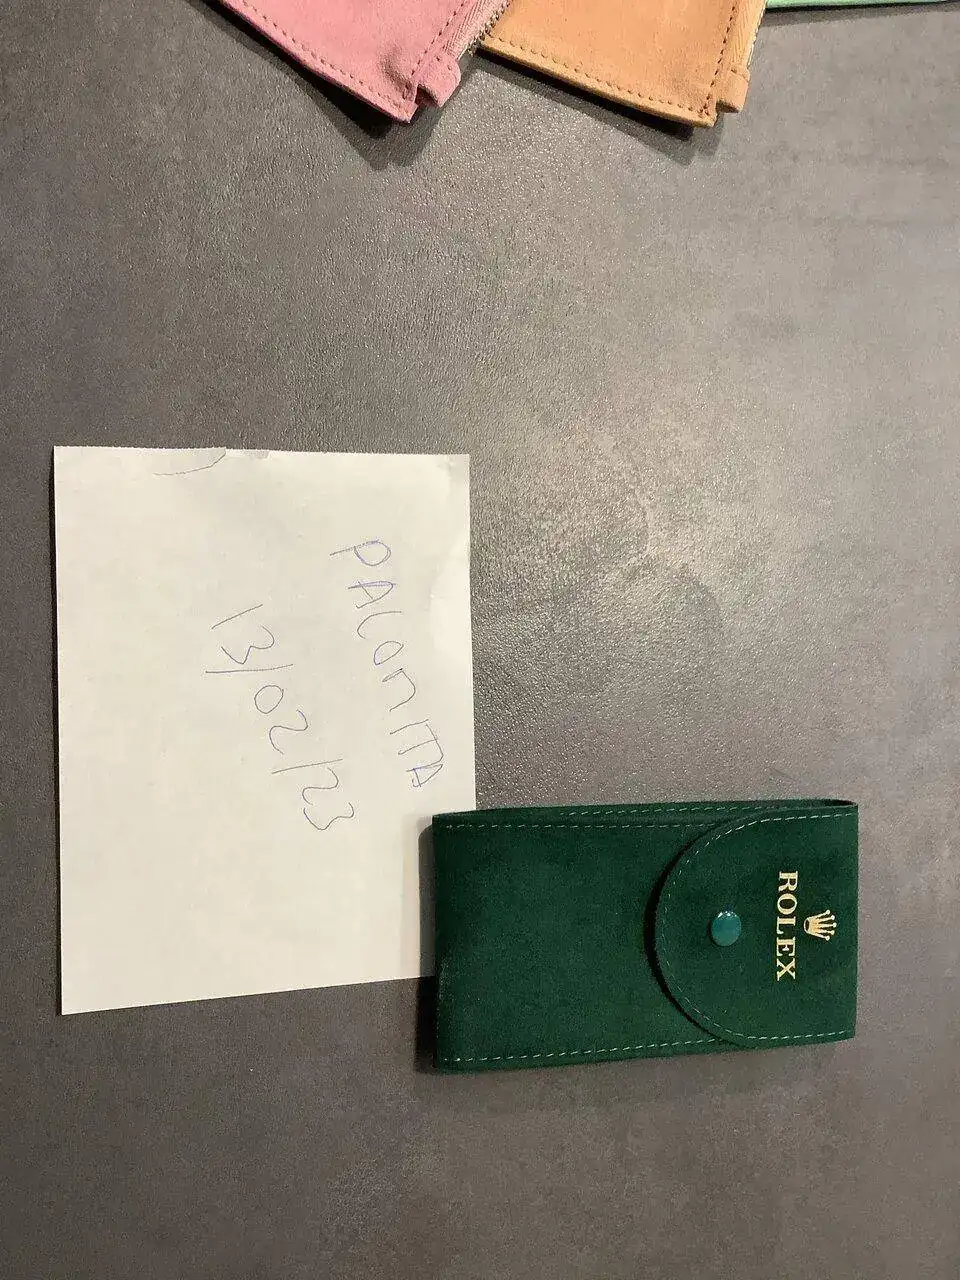 PALOMITA
13/02/23
ROLEX